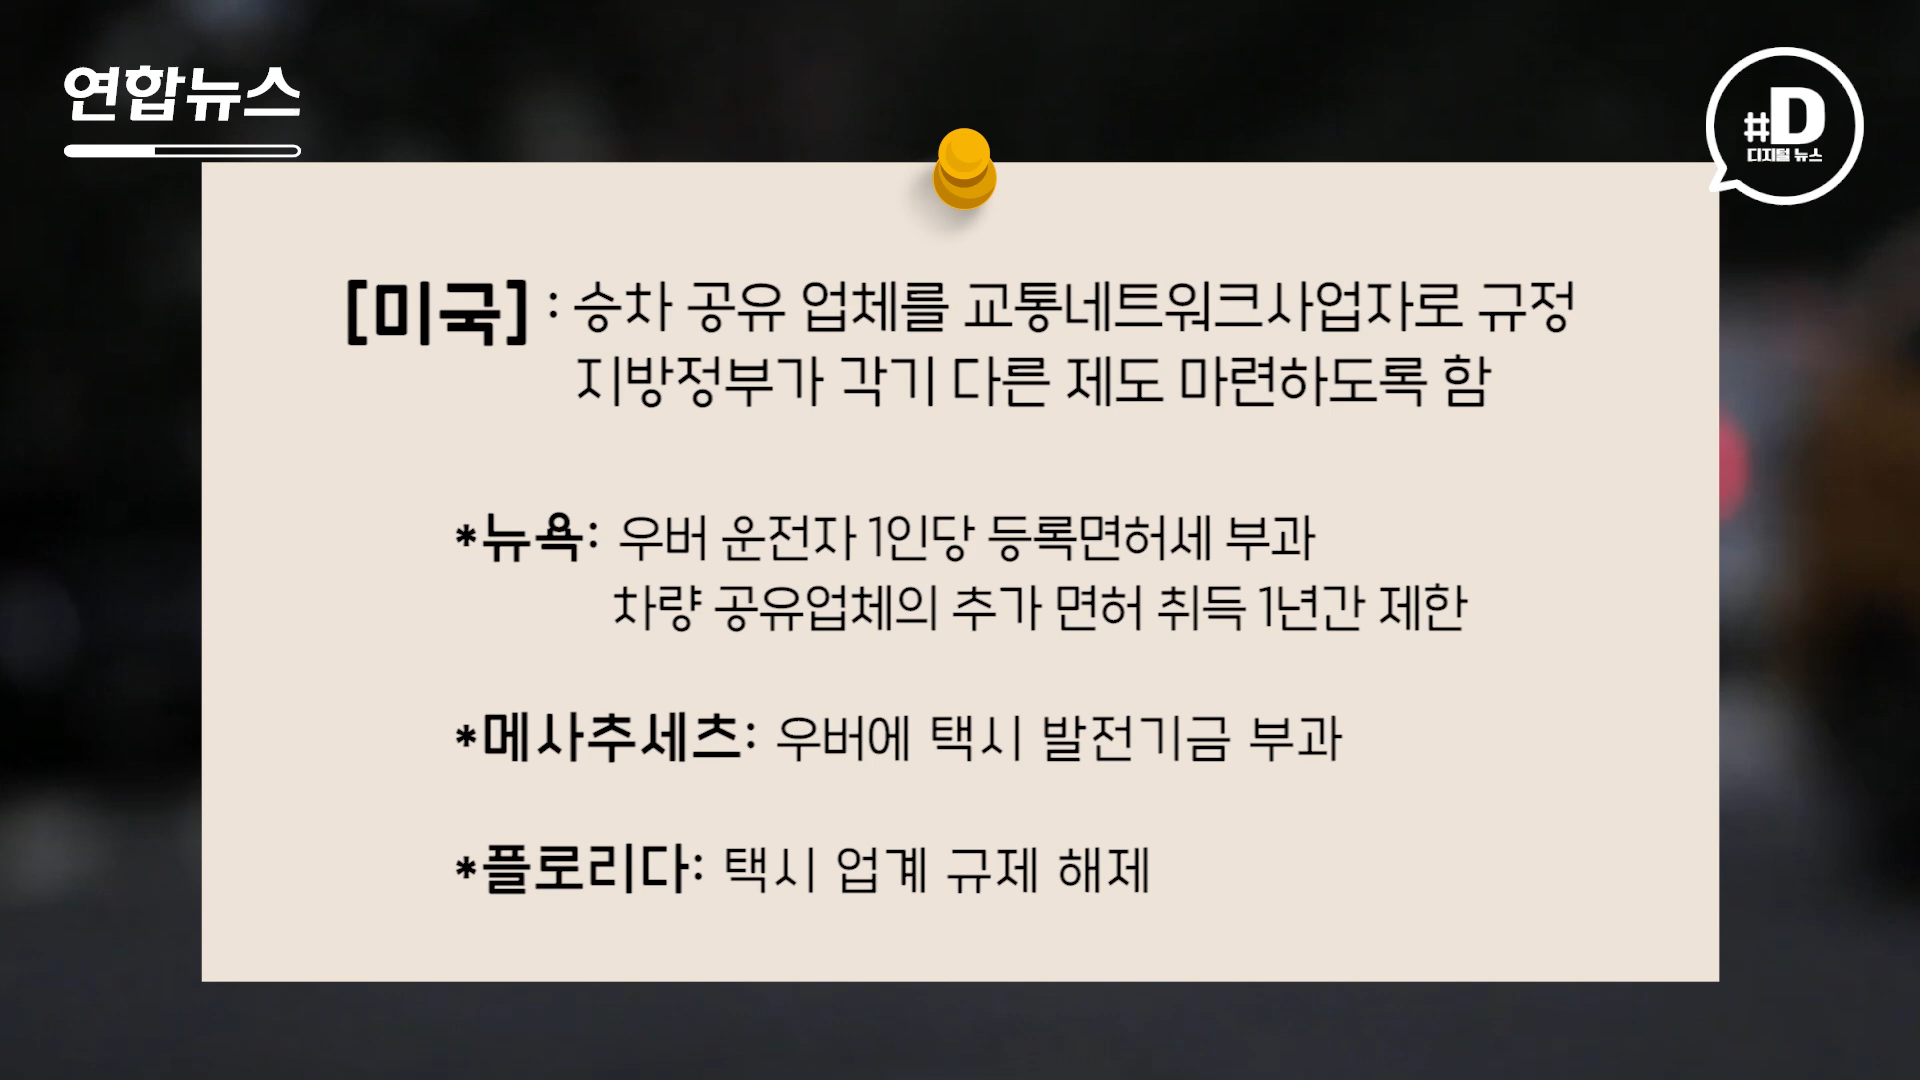 연합뉴스
#D
디지털 뉴스
[미국] : 승차 공유 업체를 교통네트워크사업자로 규정
지방정부가 각기 다른 제도 마련하도록 함
*뉴욕: 우버 운전자 1인당 등록면허세 부과
차량 공유업체의 추가 면허 취득 1년간 제한
*메사추세츠: 우버에 택시 발전기금 부과
*플로리다: 택시 업계 규제 해제